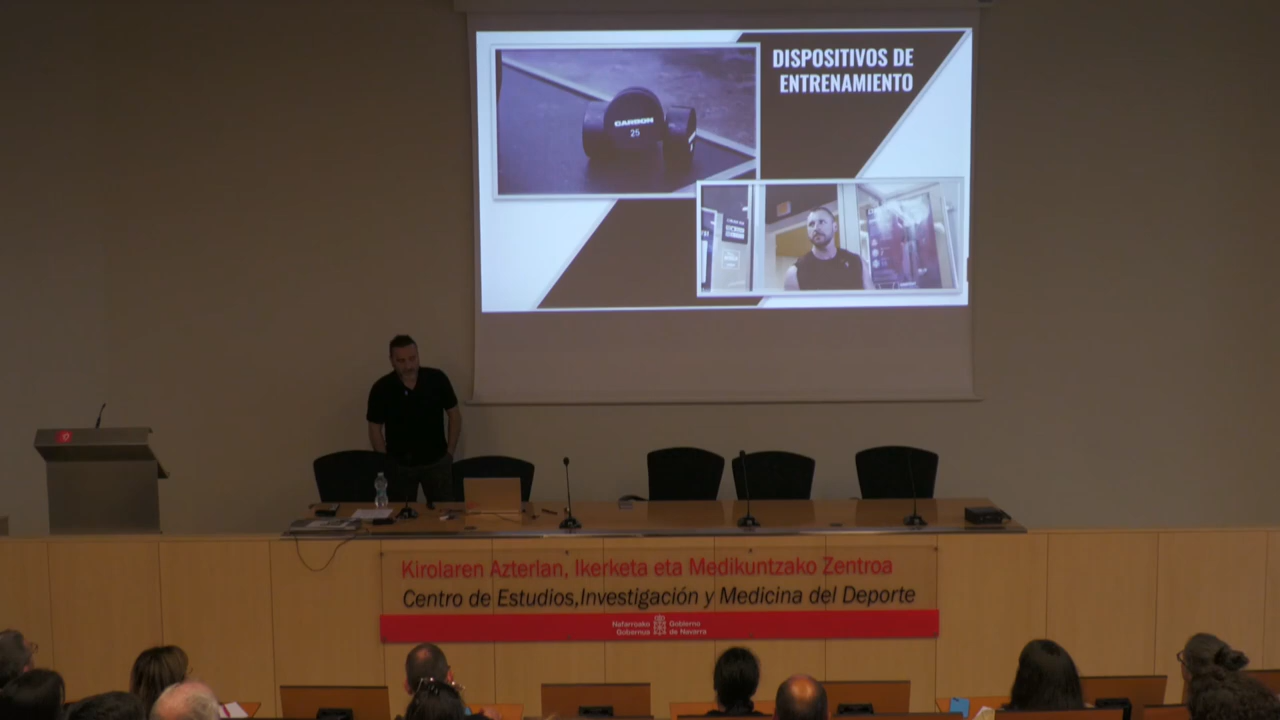 DISPOSITIVOS DE
ENTRENAMIENTO
CARBON
25
Kirolaren Azterlan, Ikerketa eta Medikuntzako Zentroa
Centro de Estudios,Investigación y Medicina del Deporte
Nafarroako Gobierno
Gobernua de Navarra